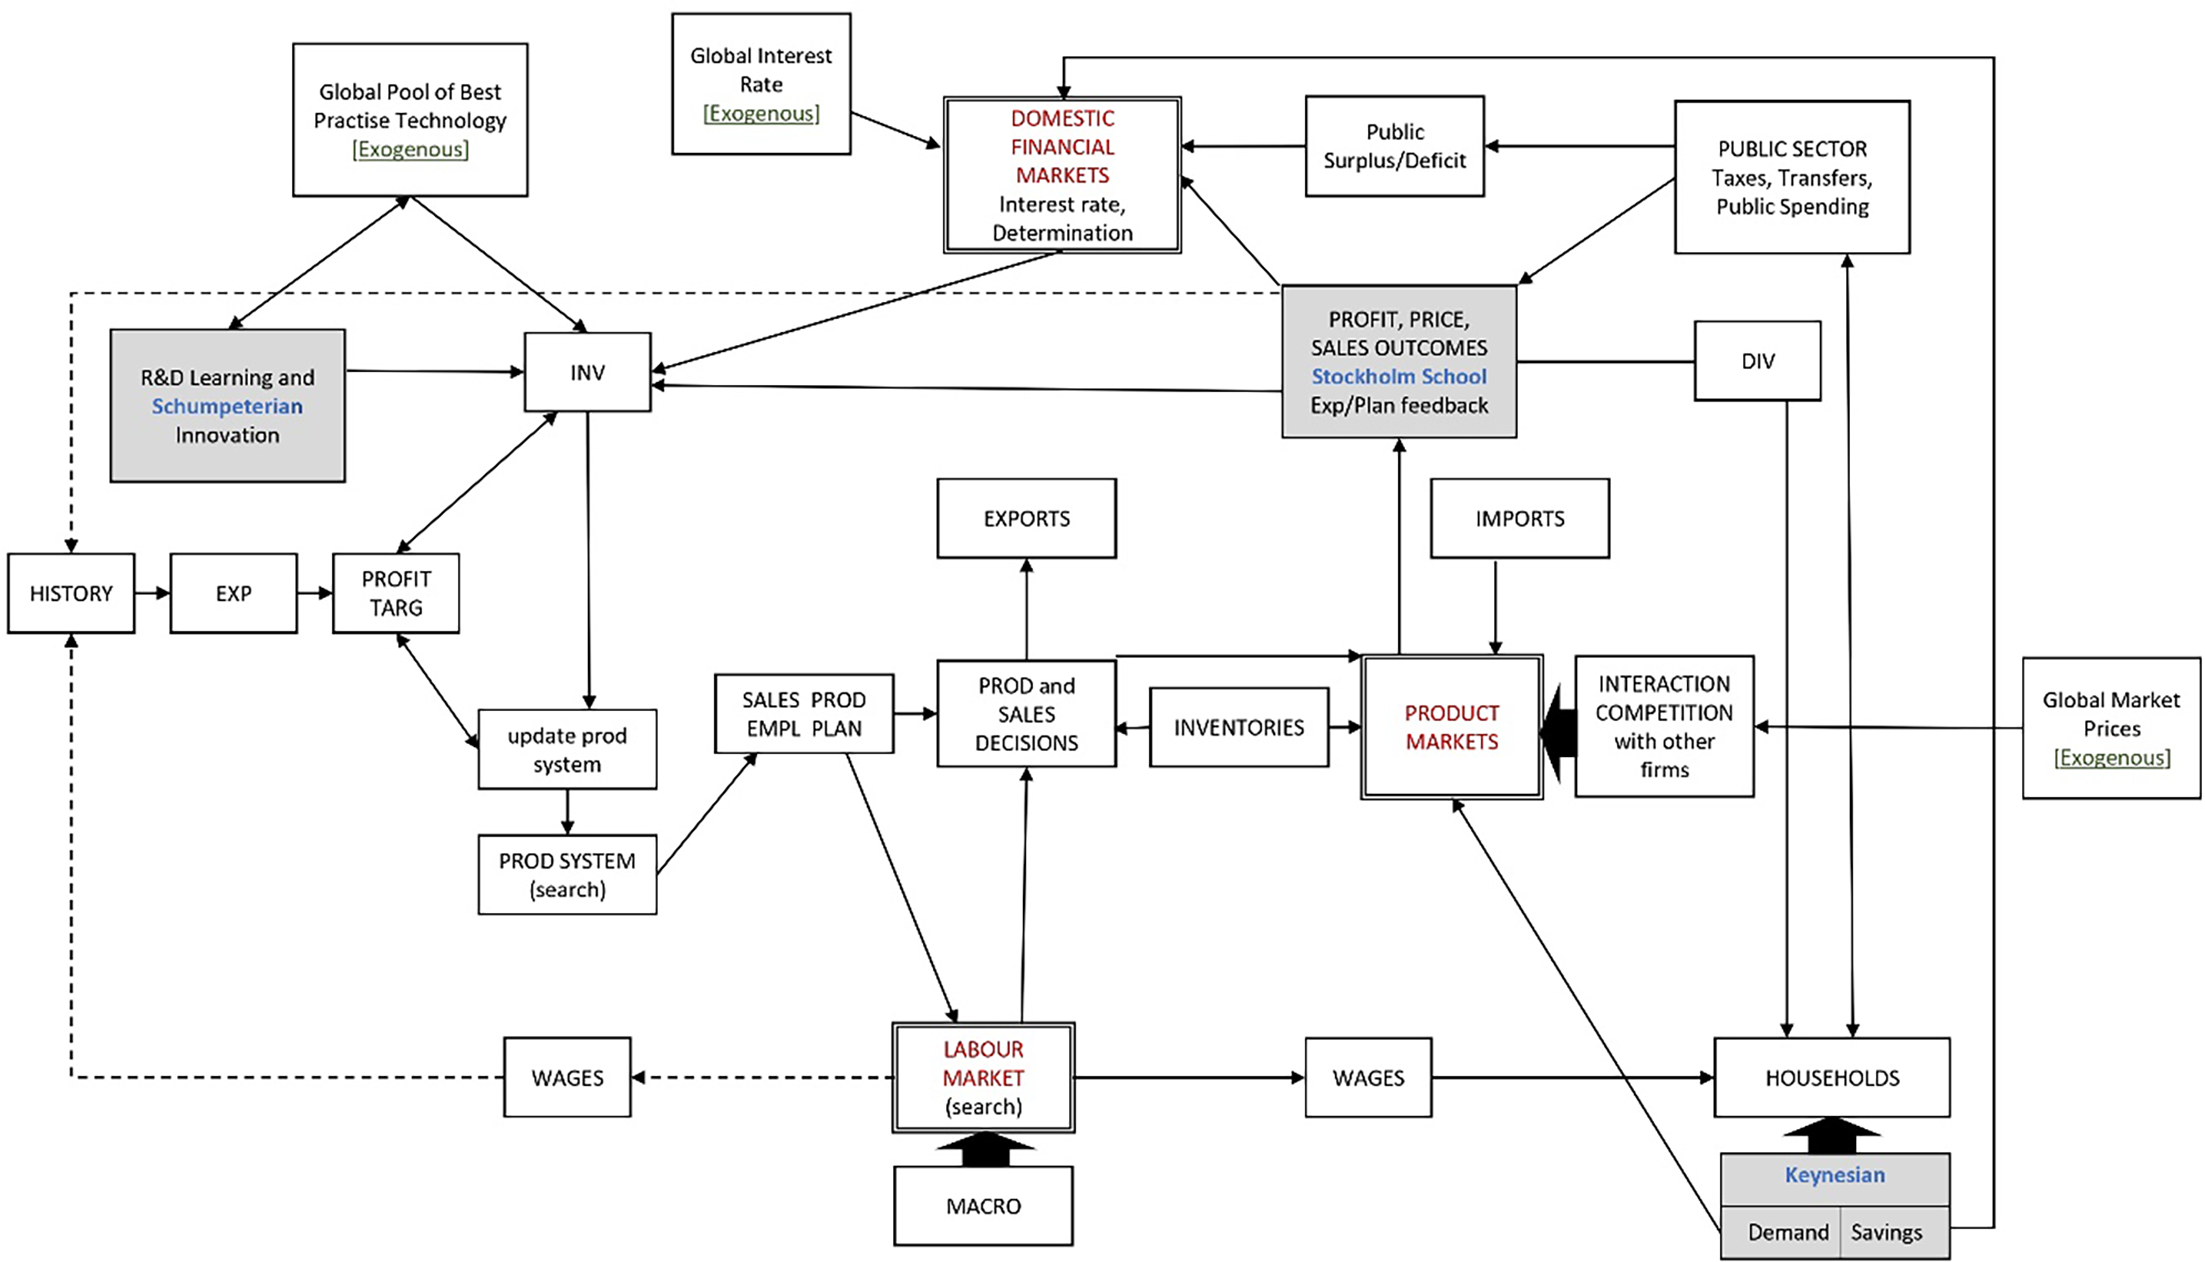 Global Interest
Rate
[Exogenous]
Global Pool of Best
Practise Technology
[Exogenous]
DOMESTIC
FINANCIAL
MARKETS
Interest rate,
Determination
Public
Surplus/Deficit
PUBLIC SECTOR
Taxes, Transfers,
Public Spending
R&D Learning and
Schumpeterian
Innovation
INV
PROFIT, PRICE,
SALES OUTCOMES
Stockholm School
Exp/Plan feedback
DIV
EXPORTS
IMPORTS
HISTORY
EXP
PROFIT
TARG
update prod
system
SALES PROD
EMPL PLAN
PROD and
SALES
DECISIONS
INVENTORIES
PRODUCT
MARKETS
INTERACTION
COMPETITION
with other
firms
Global Market
Prices
[Exogenous]
PROD SYSTEM
(search)
WAGES
LABOUR
MARKET
(search)
WAGES
HOUSEHOLDS
MACRO
Keynesian
Demand
Savings